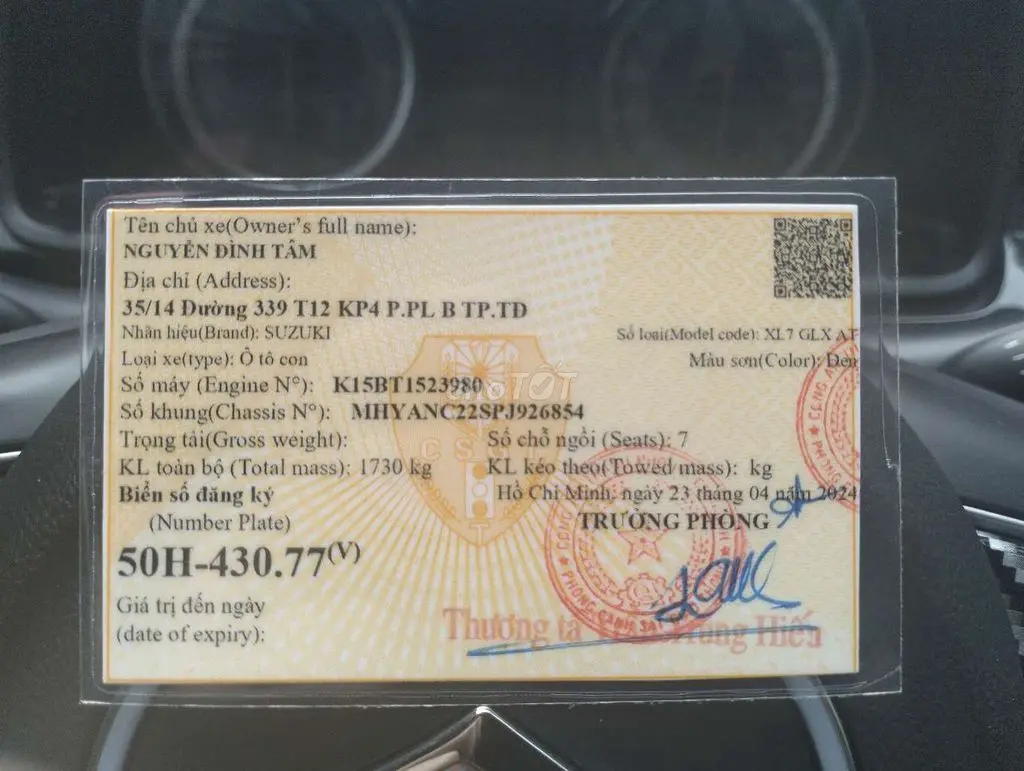 Tên chủ xe(Owner's full name):
NGUYỄN ĐÌNH TÂM
Địa chỉ (Address):
35/14 Đường 339 T12 KP4 P.PL B TP.TĐ
Nhãn hiệu(Brand): SUZUKI
Số loại(Model code): XL7 GLX AT
Loại xe(type): Ô tô con
Màu sơn(Color): Đen
Số máy (Engine N°): K15BT1523980
Số khung(Chassis N°): MHYANC22SPJ926854
Trọng tải(Gross weight):
Số chỗ ngồi (Seats): 7
KL toàn bộ (Total mass): 1730 kg
KL kéo theo(Towed mass): kg
Biển số đăng ký
Hồ Chí Minh, ngày 23 tháng 04 năm 2024
(Number Plate)
TRƯỞNG PHÒNG
50H-430.77(V)
Giá trị đến ngày
(date of expiry):
Thượng tá Trung Hiếu
CSGT
TỐT